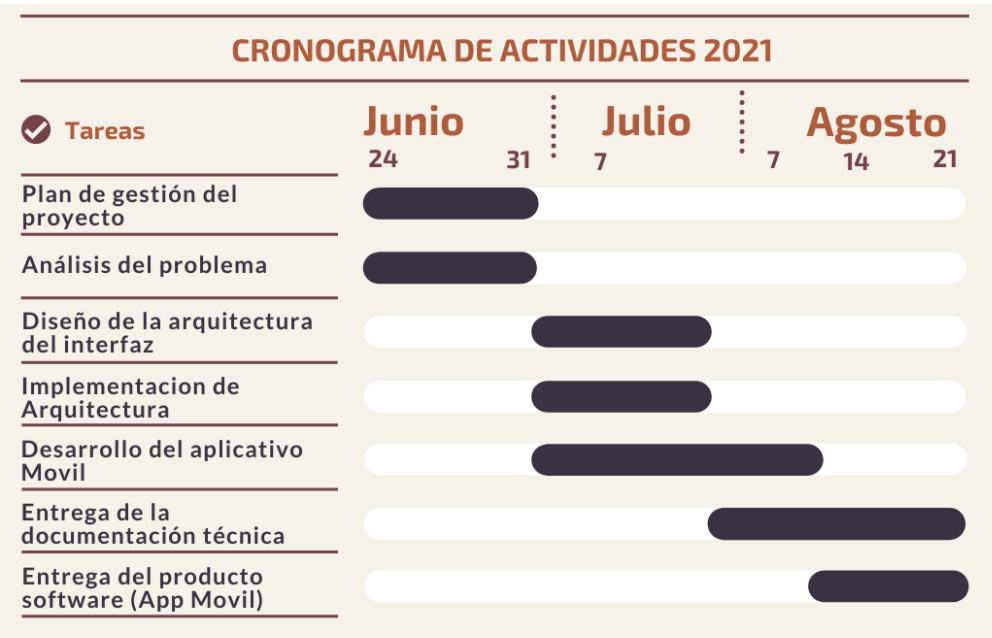 CRONOGRAMA DE ACTIVIDADES 2021
Tareas
Junio
Julio
Agosto
24
31
7
7
14
21
Plan de gestión del
proyecto
Análisis del problema
Diseño de la arquitectura
del interfaz
Implementacion de
Arquitectura
Desarrollo del aplicativo
Movil
Entrega de la
documentación técnica
Entrega del producto
software (App Movil)